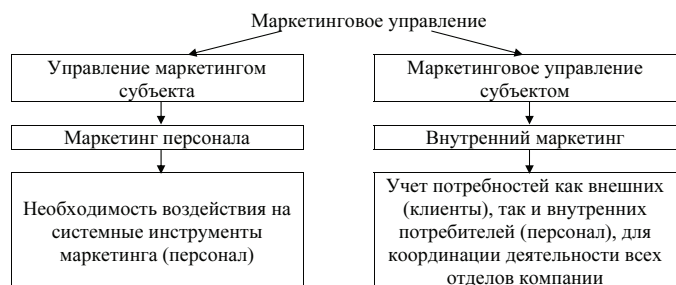 Маркетинговое управление
Управление маркетингом
субъекта
Маркетинговое управление
субъектом
Маркетинг персонала
Внутренний маркетинг
Необходимость воздействия на
системные инструменты
маркетинга (персонал)
Учет потребностей как внешних
(клиенты), так и внутренних
потребителей (персонал), для
координации деятельности всех
отделов компании